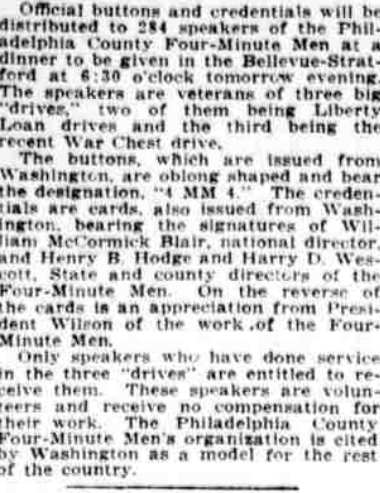 Official buttons and credentials will be
distributed to 284 speakers of the Phil-
adelphia County Four-Minute Men at a
dinner to be given in the Bellevue-Strat-
ford at 6:30 o'clock tomorrow evening.
The speakers are veterans of three big
"drives," two of them being Liberty
Loan drives and the third being the
recent War Chest drive.
The buttons, which are issued from
Washington, are oblong shaped and bear
the designation, "4 MM 4." The creden-
tials are cards, also issued from Wash-
ington, bearing the signatures of Wil-
liam McCormick Blair, national director,
and Henry B. Hodge and Harry D. Wes-
cott, State and county directors of the
Four-Minute Men. On the reverse of
the cards is an appreciation from Presi-
dent Wilson of the work of the Four-
Minute Men.
Only speakers who have done service
in the three "drives" are entitled to re-
ceive them. These speakers are volun-
teers and receive no compensation for
their work. The Philadelphia County
Four-Minute Men's organization is cited
by Washington as a model for the rest
of the country.